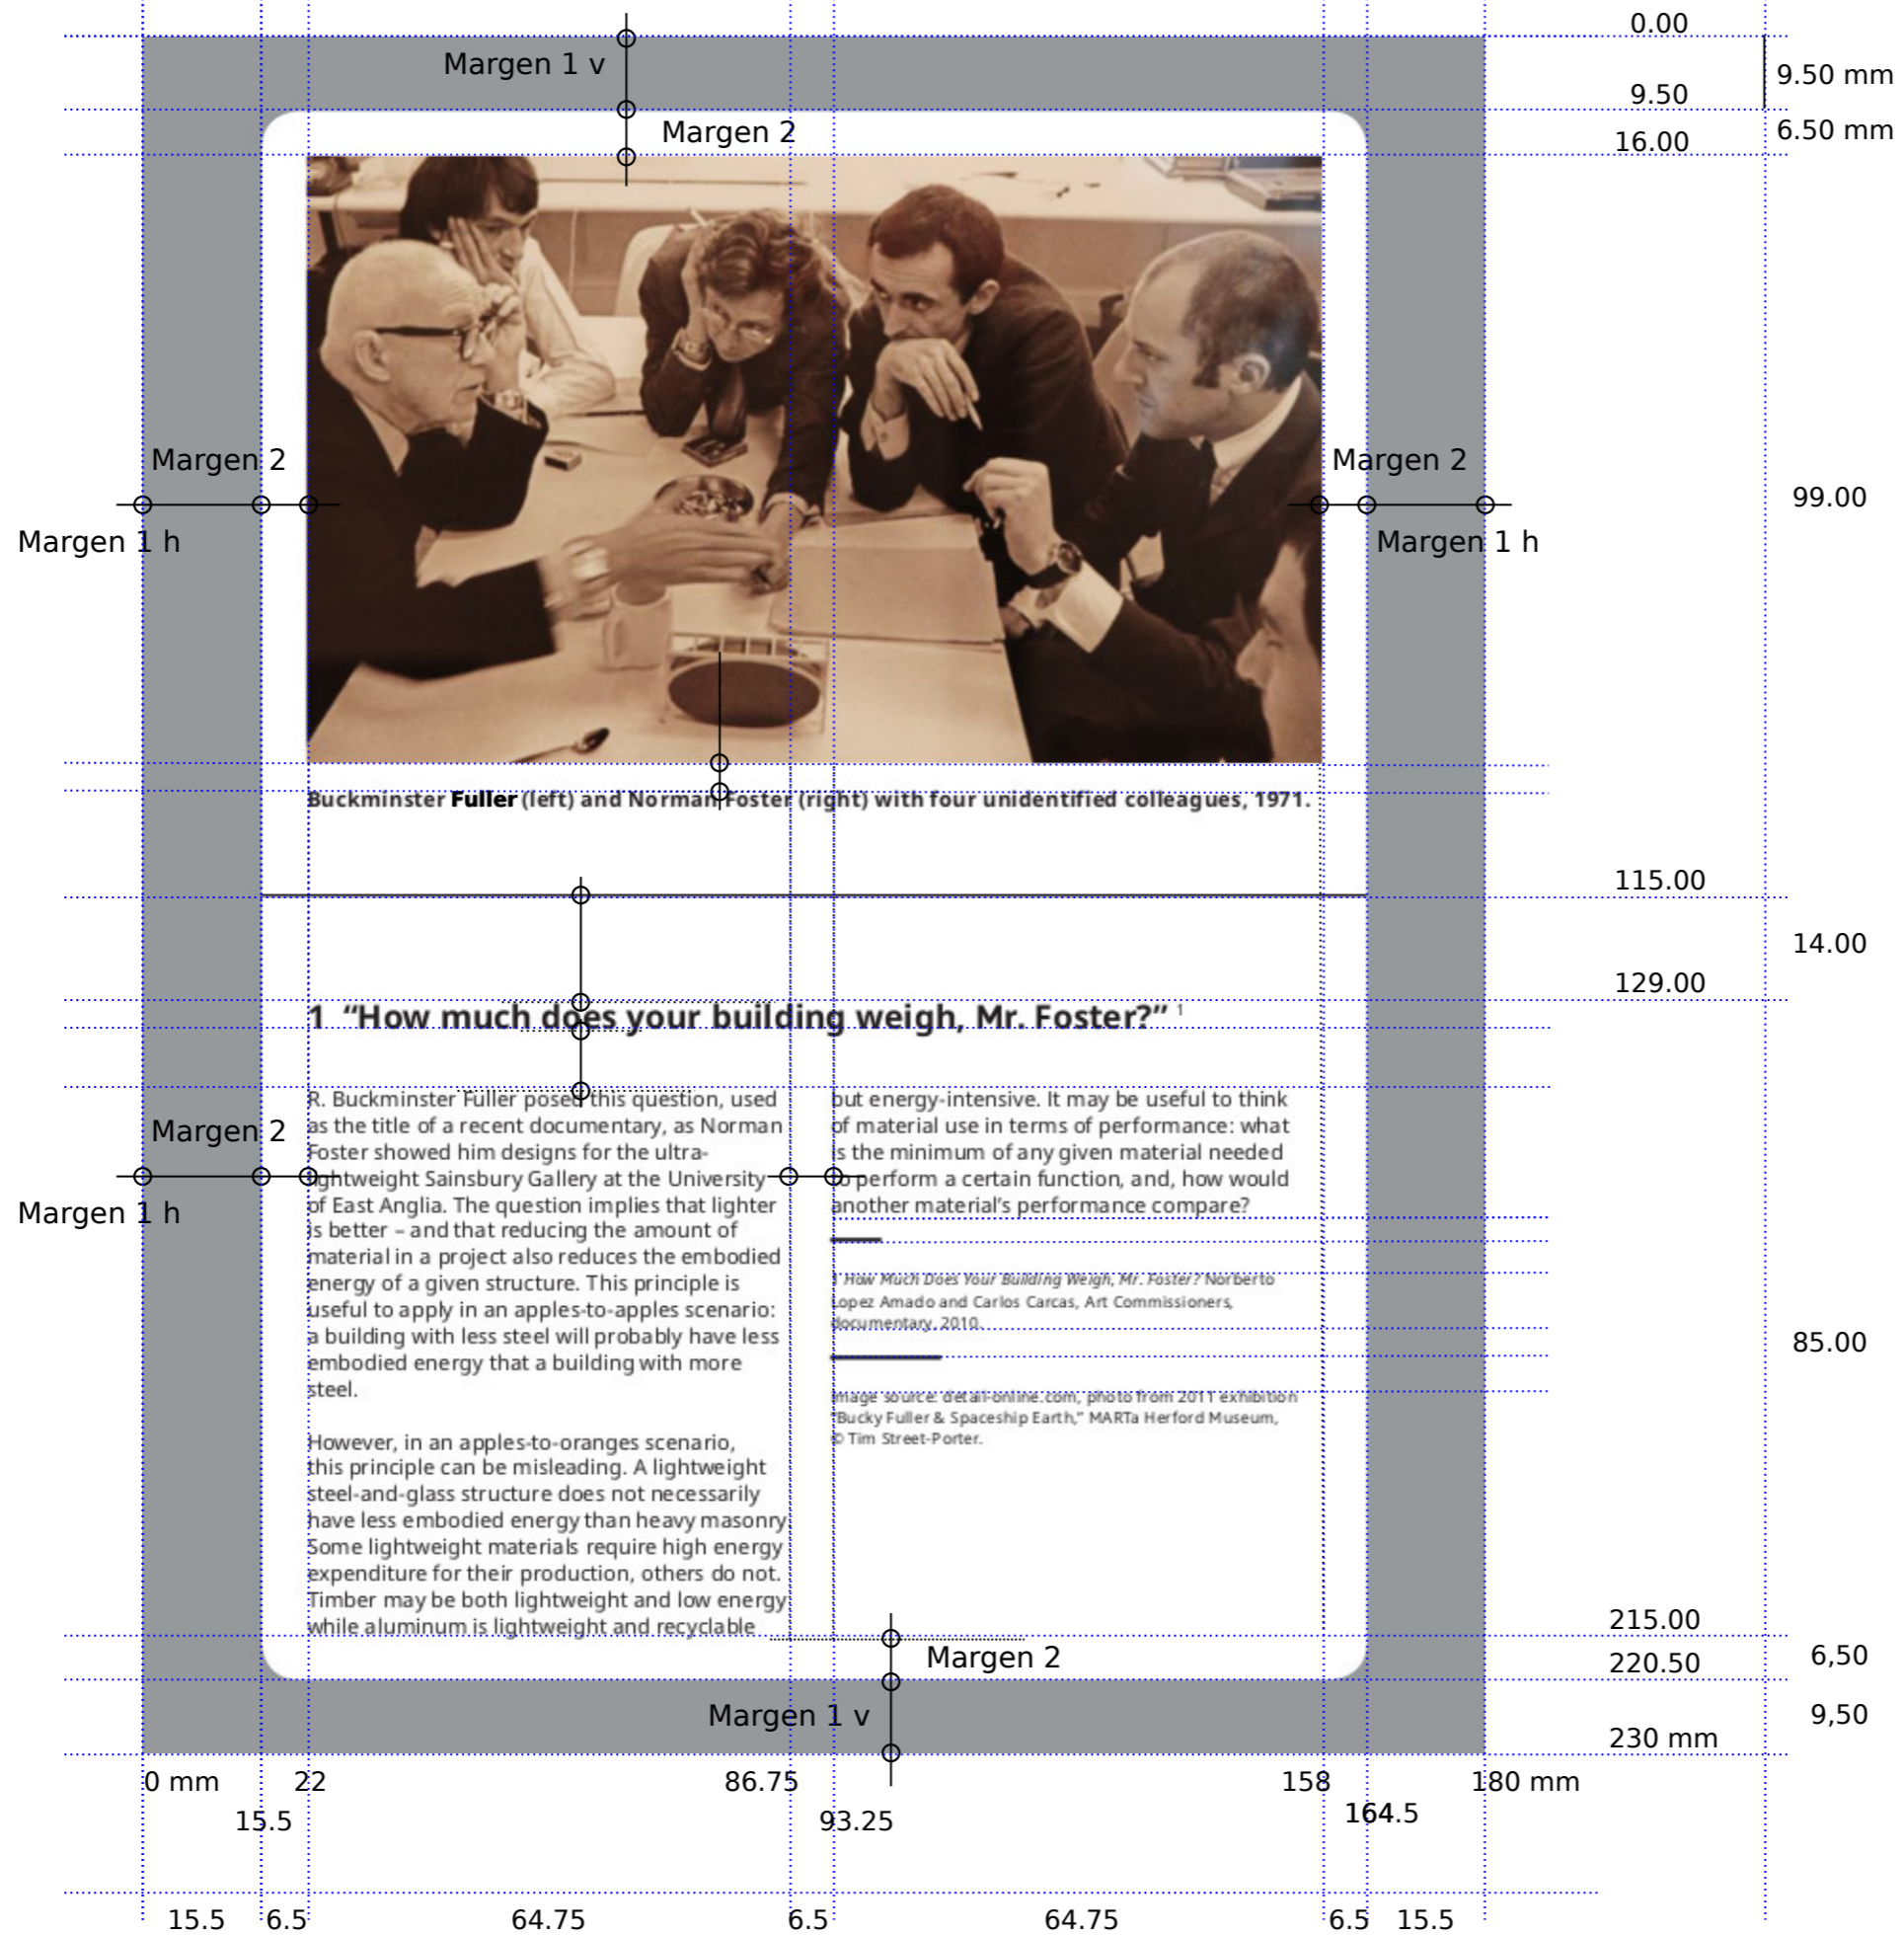 0.00
Margen 1 v
9.50 mm
9.50
Margen 2
6.50 mm
16.00
Margen 2
Margen 2
99.00
Margen 1 h
Margen 1 h
Buckminster Fuller (left) and Norman Foster (right) with four unidentified colleagues, 1971.
115.00
14.00
129.00
1 “How much does your building weigh, Mr. Foster?” 1
Margen 2
Margen 1 h
R. Buckminster Fuller posed this question, used
as the title of a recent documentary, as Norman
Foster showed him designs for the ultra-
lightweight Sainsbury Gallery at the University
of East Anglia. The question implies that lighter
is better – and that reducing the amount of
material in a project also reduces the embodied
energy of a given structure. This principle is
useful to apply in an apples-to-apples scenario:
a building with less steel will probably have less
embodied energy that a building with more
steel.
However, in an apples-to-oranges scenario,
this principle can be misleading. A lightweight
steel-and-glass structure does not necessarily
have less embodied energy than heavy masonry
Some lightweight materials require high energy
expenditure for their production, others do not.
Timber may be both lightweight and low energy
while aluminum is lightweight and recyclable
but energy-intensive. It may be useful to think
of material use in terms of performance: what
is the minimum of any given material needed
to perform a certain function, and, how would
another material’s performance compare?
1 How Much Does Your Building Weigh, Mr. Foster? Norberto
Lopez Amado and Carlos Carcas, Art Commissioners,
documentary, 2010.
Image source: detail-online.com, photo from 2011 exhibition
“Bucky Fuller & Spaceship Earth,” MARTa Herford Museum,
© Tim Street-Porter.
85.00
215.00
Margen 2
6,50
220.50
Margen 1 v
9,50
230 mm
0 mm
22
86.75
158
180 mm
15.5
93.25
164.5
15.5
6.5
64.75
6.5
64.75
6.5
15.5